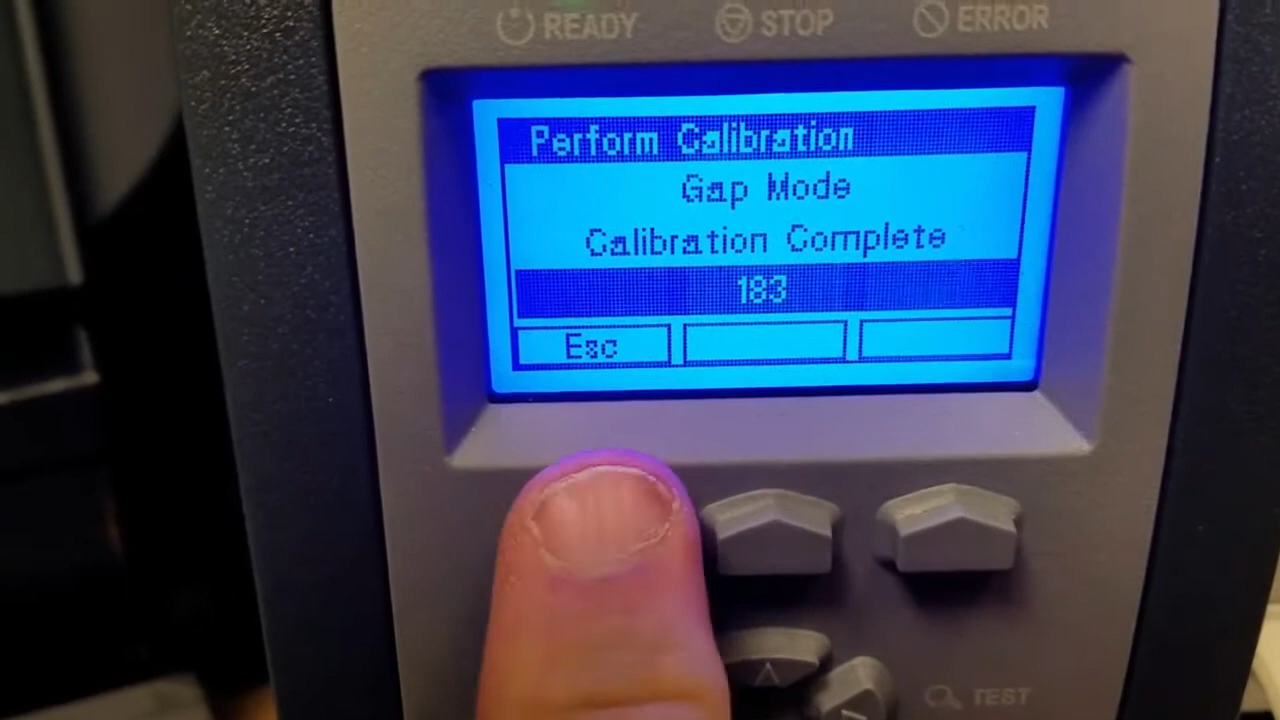 READY STOP ERROR
Perform Calibration
Gap Mode
Calibration Complete
183
Esc
TEST